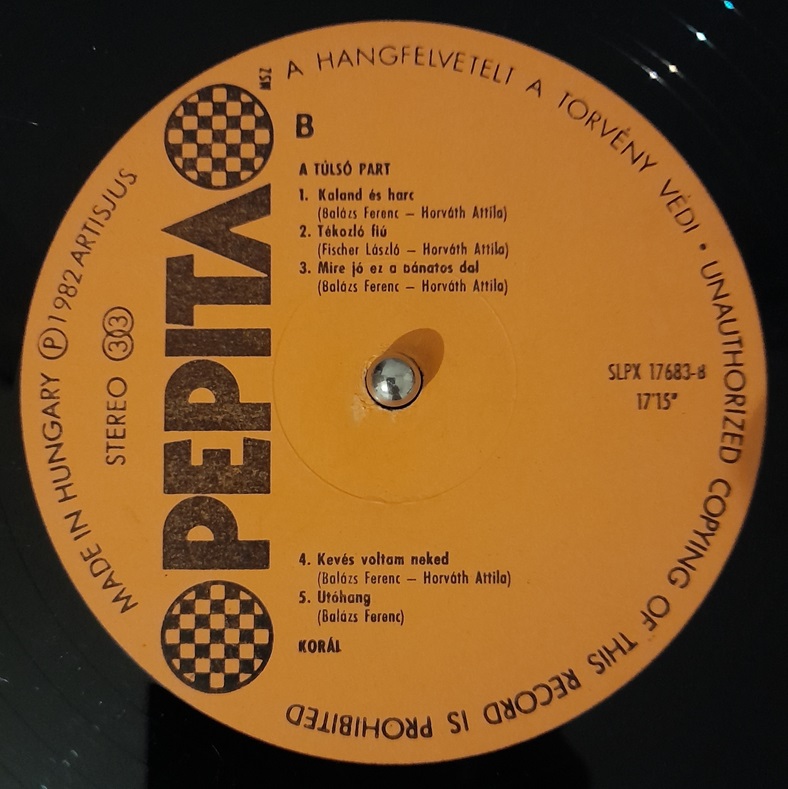 A HANGFELVÉTELT A TÖRVÉNY VÉDI • UNAUTHORIZED COPYING OF THIS RECORD IS PROHIBITED
MADE IN HUNGARY Ⓟ 1982 ARTISJUS
STEREO 33
PEPITA
MSZ
B
A TÚLSÓ PART
1. Kaland és harc
(Balázs Ferenc – Horváth Attila)
2. Tékozló fiú
(Fischer László – Horváth Attila)
3. Mire jó ez a bánatos dal
(Balázs Ferenc – Horváth Attila)
SLPX 17683-B
17'15"
4. Kevés voltam neked
(Balázs Ferenc – Horváth Attila)
5. Utóhang
(Balázs Ferenc)
KORÁL